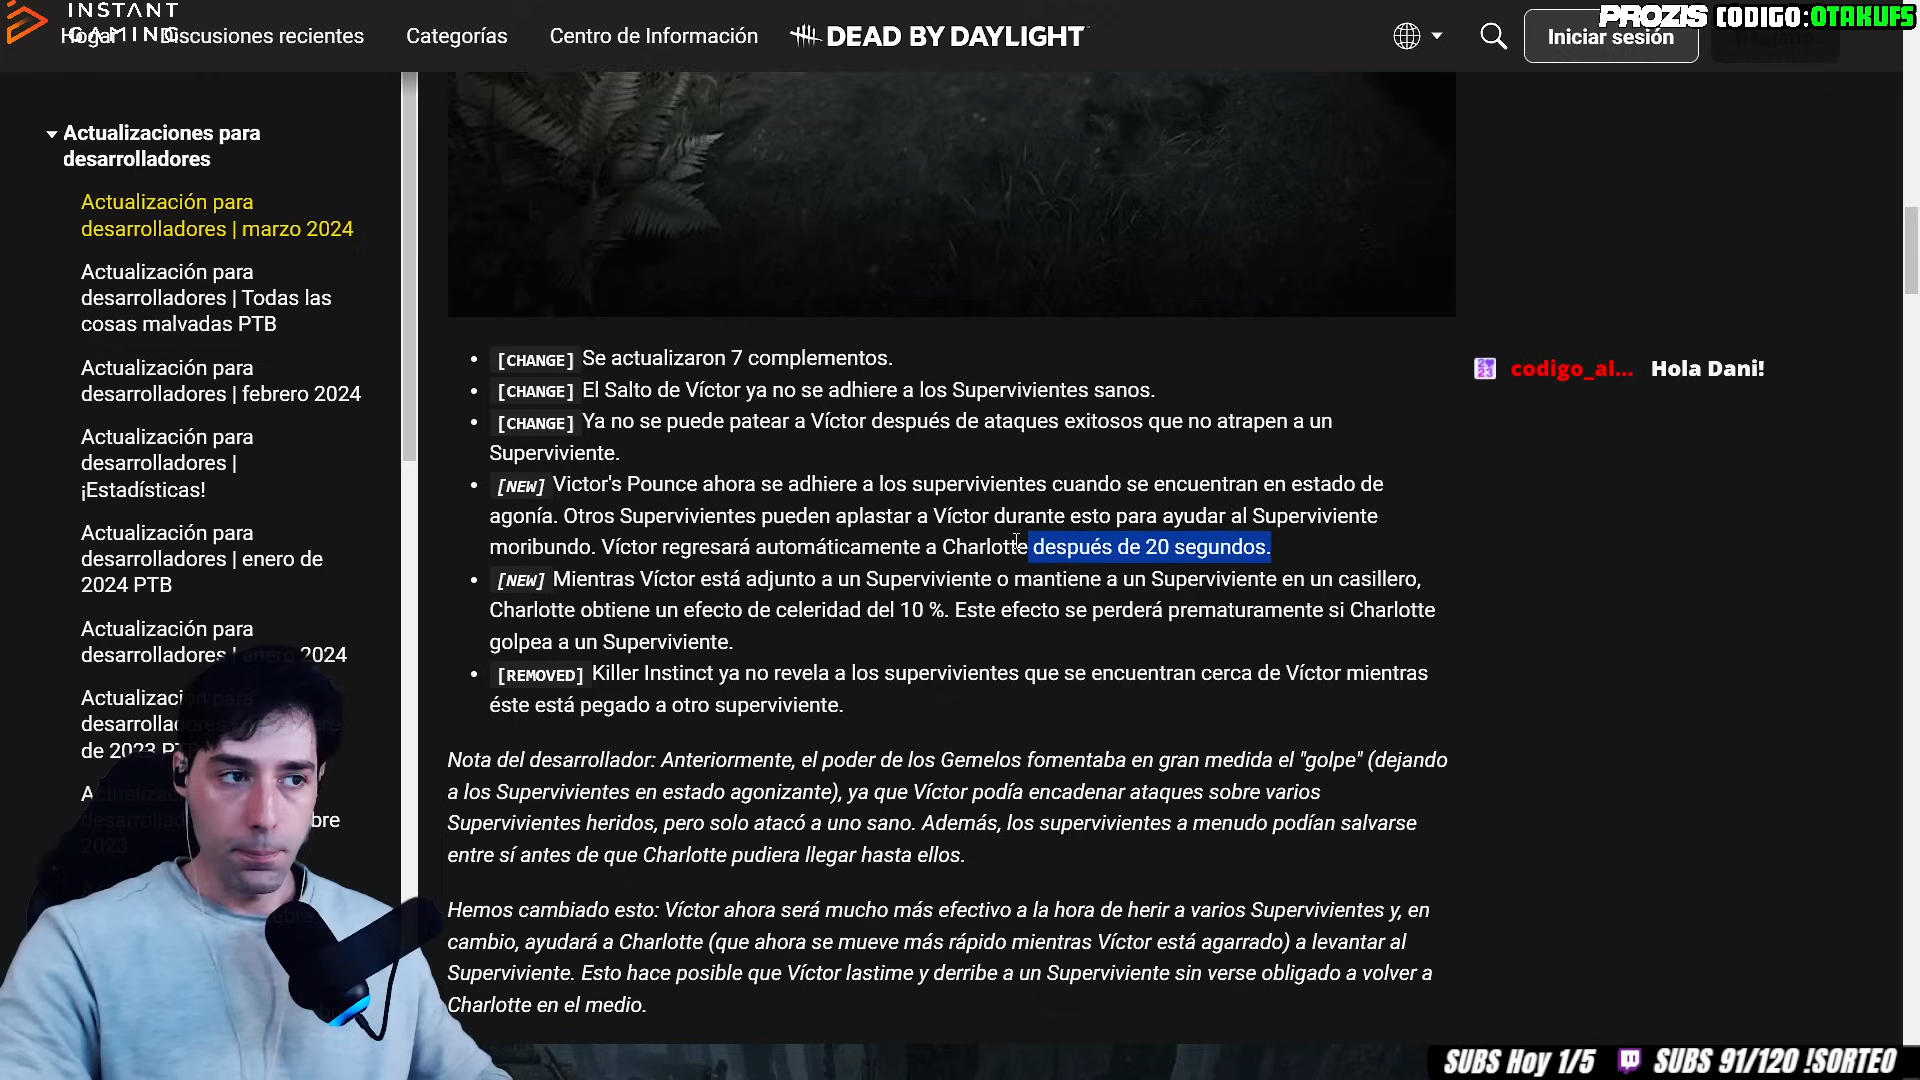 INSTANT
GAMING
Hogar
Discusiones recientes
Categorías
Centro de Información
DEAD BY DAYLIGHT
Iniciar sesión
PROZIS CODIGO:OTAKUFS
Actualizaciones para
desarrolladores
Actualización para
desarrolladores | marzo 2024
Actualización para
desarrolladores | Todas las
cosas malvadas PTB
Actualización para
desarrolladores | febrero 2024
Actualización para
desarrolladores |
¡Estadísticas!
Actualización para
desarrolladores | enero de
2024 PTB
Actualización para
desarrolladores | enero 2024
Actualizaci
desarrollado
de 2023 PT
bre
2023
[CHANGE] Se actualizaron 7 complementos.
[CHANGE] El Salto de Víctor ya no se adhiere a los Supervivientes sanos.
[CHANGE] Ya no se puede patear a Víctor después de ataques exitosos que no atrapen a un
Superviviente.
[NEW] Victor's Pounce ahora se adhiere a los supervivientes cuando se encuentran en estado de
agonía. Otros Supervivientes pueden aplastar a Víctor durante esto para ayudar al Superviviente
moribundo. Víctor regresará automáticamente a Charlotte después de 20 segundos.
[NEW] Mientras Víctor está adjunto a un Superviviente o mantiene a un Superviviente en un casillero,
Charlotte obtiene un efecto de celeridad del 10 %. Este efecto se perderá prematuramente si Charlotte
golpea a un Superviviente.
[REMOVED] Killer Instinct ya no revela a los supervivientes que se encuentran cerca de Víctor mientras
éste está pegado a otro superviviente.
Nota del desarrollador: Anteriormente, el poder de los Gemelos fomentaba en gran medida el "golpe" (dejando
a los Supervivientes en estado agonizante), ya que Víctor podía encadenar ataques sobre varios
Supervivientes heridos, pero solo atacó a uno sano. Además, los supervivientes a menudo podían salvarse
entre sí antes de que Charlotte pudiera llegar hasta ellos.
Hemos cambiado esto: Víctor ahora será mucho más efectivo a la hora de herir a varios Supervivientes y, en
cambio, ayudará a Charlotte (que ahora se mueve más rápido mientras Víctor está agarrado) a levantar al
Superviviente. Esto hace posible que Víctor lastime y derribe a un Superviviente sin verse obligado a volver a
Charlotte en el medio.
codigo_al... Hola Dani!
SUBS Hoy 1/5 SUBS 91/120 !SORTEO